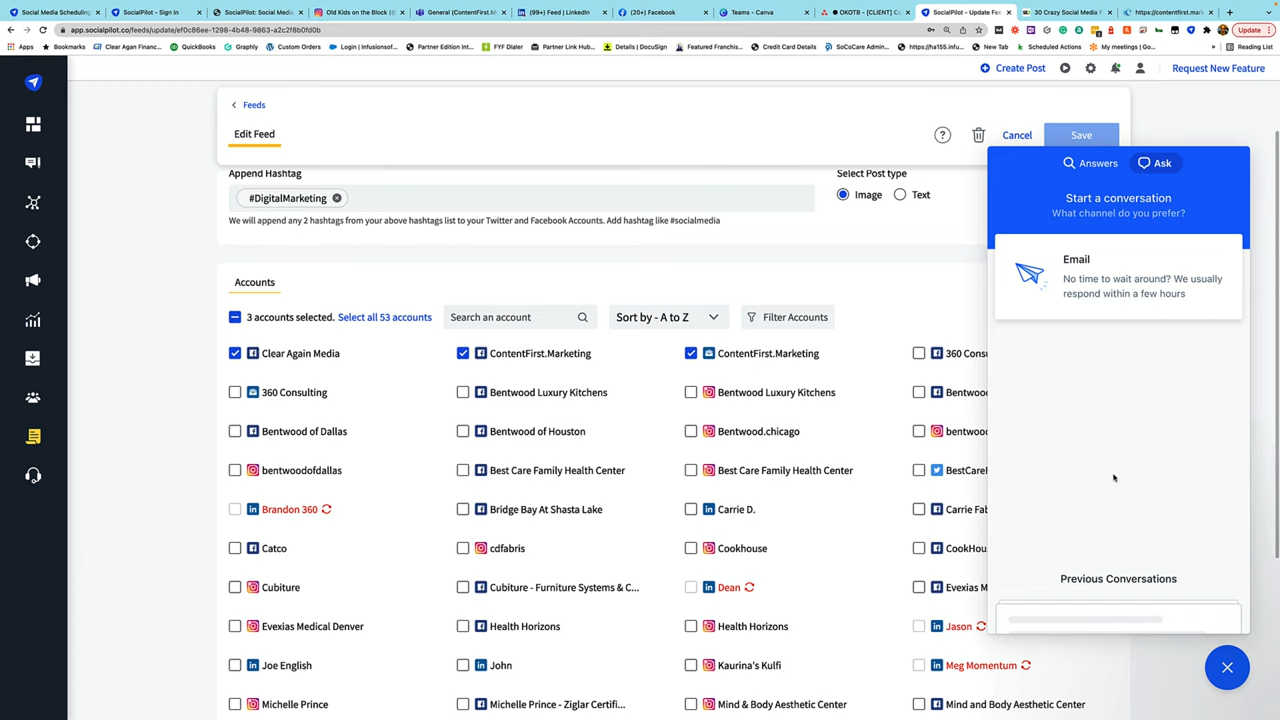 Social Media Scheduling
SocialPilot - Sign In
SocialPilot: Social Med
Old Kids on the Block (
General (ContentFirst.M
(99+) Feed | LinkedIn
(20+) Facebook
Teams - Canva
OKOTB - [CLIENT] C
SocialPilot - Update Fee
30 Crazy Social Media F
https://contentfirst.mar
app.socialpilot.co/feeds/update/ef0c86ee-1298-4b48-9863-a2c2f8b0fd0b
Update
Apps
Bookmarks
Clear Agan Financ...
QuickBooks
Graphly
Custom Orders
Login | Infusionsof...
Partner Edition Int...
FYF Dialer
Partner Link Hub...
Details | DocuSign
Featured Franchis...
Credit Card Details
SoCoCare Admin...
https://ha155.infu...
New Tab
Scheduled Actions
My meetings | Go...
»
Reading List
Create Post
Request New Feature
Feeds
Edit Feed
Cancel
Save
Append Hashtag
Select Post type
#DigitalMarketing
Image
Text
We will append any 2 hashtags from your above hashtags list to your Twitter and Facebook Accounts. Add hashtag like #socialmedia
Accounts
3 accounts selected. Select all 53 accounts
Search an account
Sort by - A to Z
Filter Accounts
Clear Again Media
ContentFirst.Marketing
ContentFirst.Marketing
360 Cons
360 Consulting
Bentwood Luxury Kitchens
Bentwood Luxury Kitchens
Bentwoo
Bentwood of Dallas
Bentwood of Houston
Bentwood.chicago
bentwoo
bentwoodofdallas
Best Care Family Health Center
Best Care Family Health Center
BestCareF
Brandon 360
Bridge Bay At Shasta Lake
Carrie D.
Carrie Fab
Catco
cdfabris
Cookhouse
CookHou
Cubiture
Cubiture - Furniture Systems & C...
Dean
Evexias M
Evexias Medical Denver
Health Horizons
Health Horizons
Jason
Joe English
John
Kaurina's Kulfi
Meg Momentum
Michelle Prince
Michelle Prince - Ziglar Certifi...
Mind & Body Aesthetic Center
Mind and Body Aesthetic Center
Answers
Ask
Start a conversation
What channel do you prefer?
Email
No time to wait around? We usually
respond within a few hours
Previous Conversations